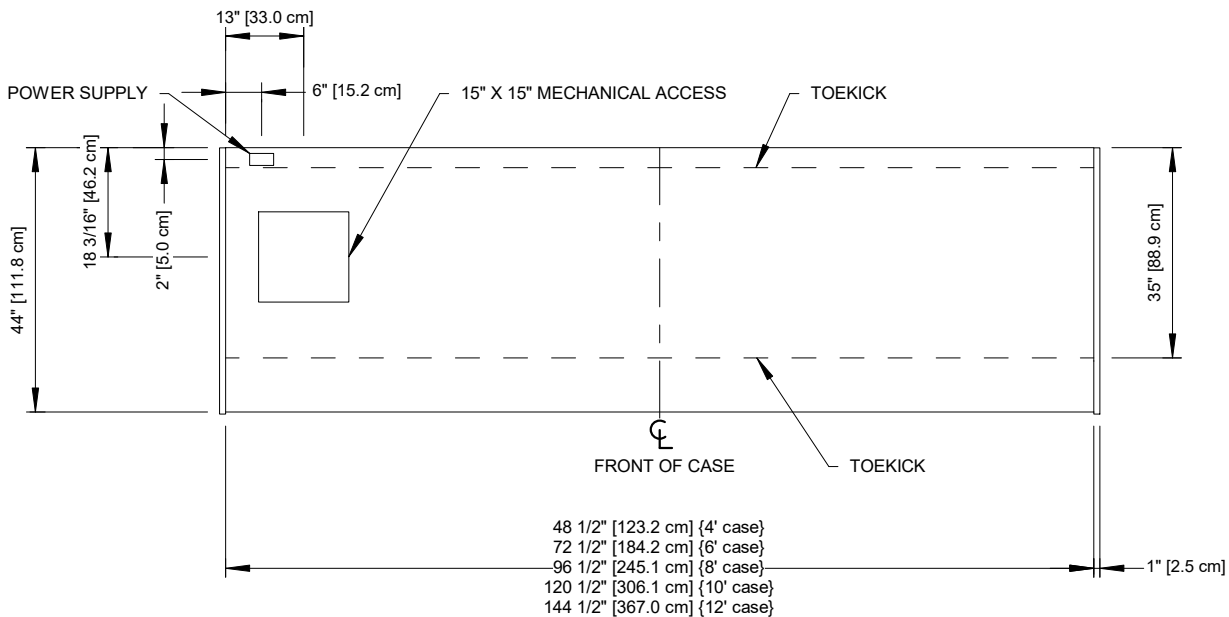 13" [33.0 cm]
POWER SUPPLY
6" [15.2 cm]
15" X 15" MECHANICAL ACCESS
TOEKICK
44" [111.8 cm]
18 3/16" [46.2 cm]
2" [5.0 cm]
35" [88.9 cm]
℄
FRONT OF CASE
TOEKICK
48 1/2" [123.2 cm] {4' case}
72 1/2" [184.2 cm] {6' case}
96 1/2" [245.1 cm] {8' case}
120 1/2" [306.1 cm] {10' case}
144 1/2" [367.0 cm] {12' case}
1" [2.5 cm]